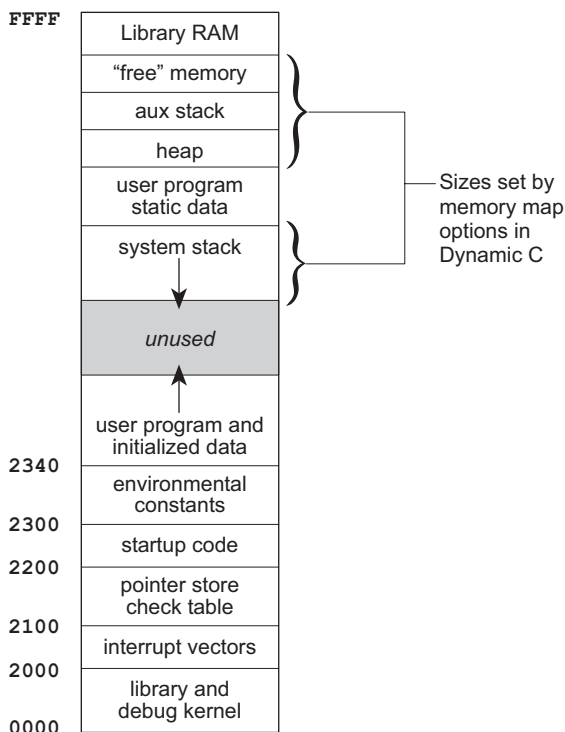 FFFF
Library RAM
“free” memory
aux stack
heap
user program
static data
system stack
Sizes set by
memory map
options in
Dynamic C
unused
user program and
initialized data
2340
environmental
constants
2300
startup code
2200
pointer store
check table
2100
interrupt vectors
2000
library and
debug kernel
0000